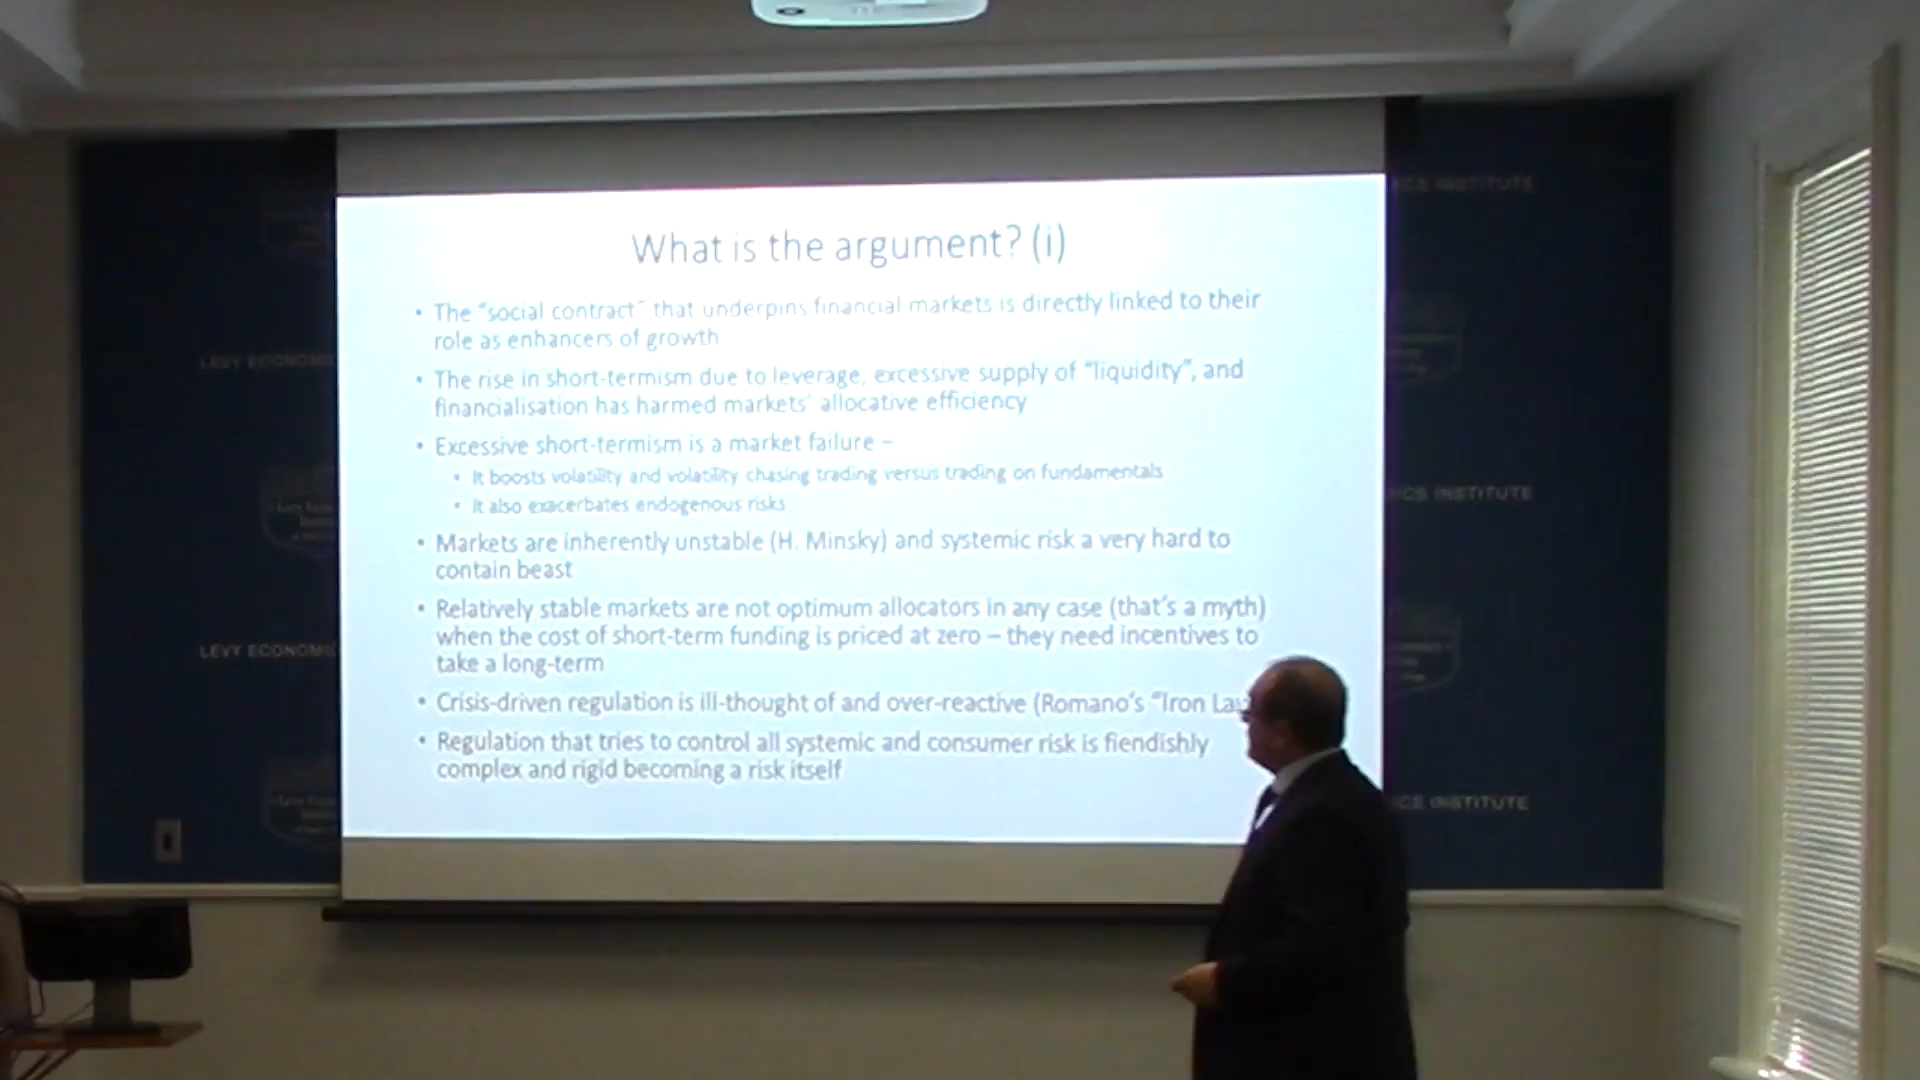 What is the argument? (i)
• The "social contract" that underpins financial markets is directly linked to their
role as enhancers of growth
• The rise in short-termism due to leverage, excessive supply of "liquidity", and
financialisation has harmed markets' allocative efficiency
• Excessive short-termism is a market failure –
• It boosts volatility and volatility chasing trading versus trading on fundamentals
• It also exacerbates endogenous risks
• Markets are inherently unstable (H. Minsky) and systemic risk a very hard to
contain beast
• Relatively stable markets are not optimum allocators in any case (that's a myth)
when the cost of short-term funding is priced at zero – they need incentives to
take a long-term
• Crisis-driven regulation is ill-thought of and over-reactive (Romano's "Iron
• Regulation that tries to control all systemic and consumer risk is fiendishly
complex and rigid becoming a risk itself
LEVY
LEVY
INSTITUTE
INSTITUTE
INSTITUTE